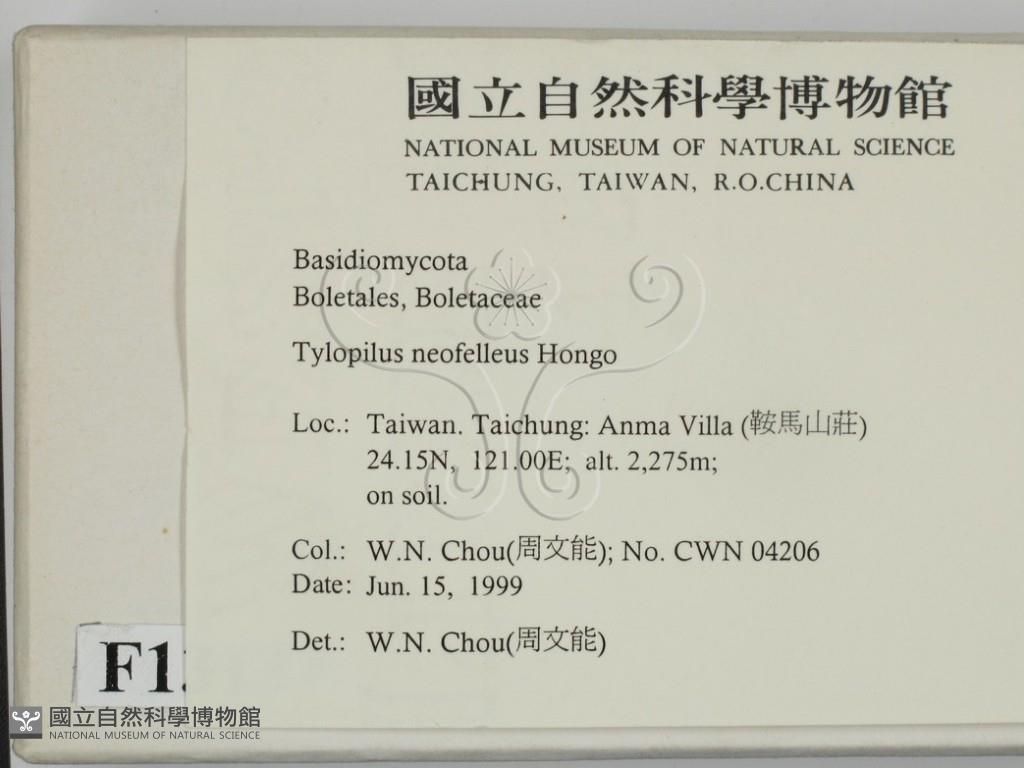 國立自然科學博物館
NATIONAL MUSEUM OF NATURAL SCIENCE
TAICHUNG, TAIWAN, R.O.CHINA
Basidiomycota
Boletales, Boletaceae
Tylopilus neofelleus Hongo
Loc.: Taiwan. Taichung: Anma Villa (鞍馬山莊)
24.15N, 121.00E; alt. 2,275m;
on soil.
Col.: W.N. Chou(周文能); No. CWN 04206
Date: Jun. 15, 1999
Det.: W.N. Chou(周文能)
國立自然科學博物館
NATIONAL MUSEUM OF NATURAL SCIENCE